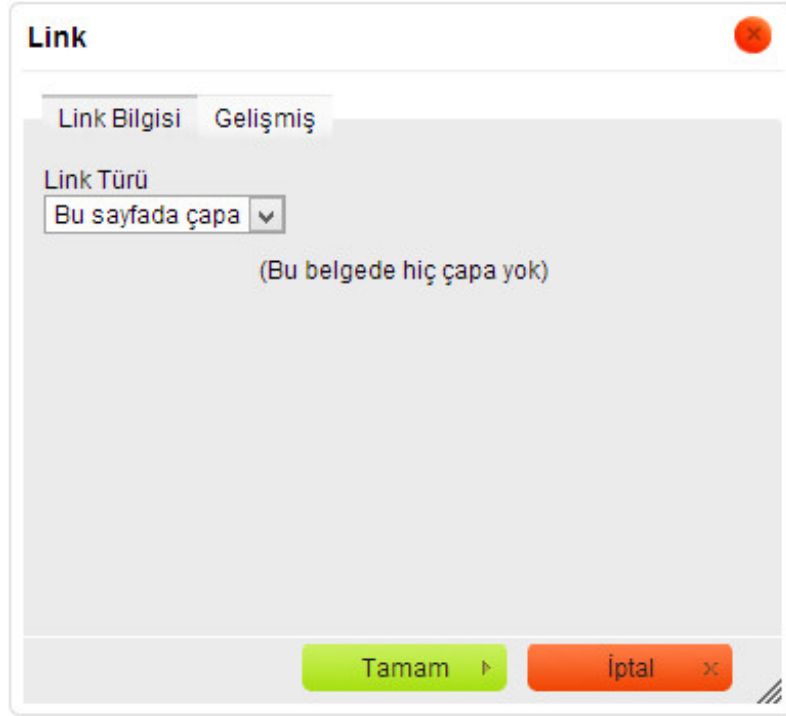 Link
Link Bilgisi Gelişmiş
Link Türü
Bu sayfada çapa
(Bu belgede hiç çapa yok)
Tamam İptal